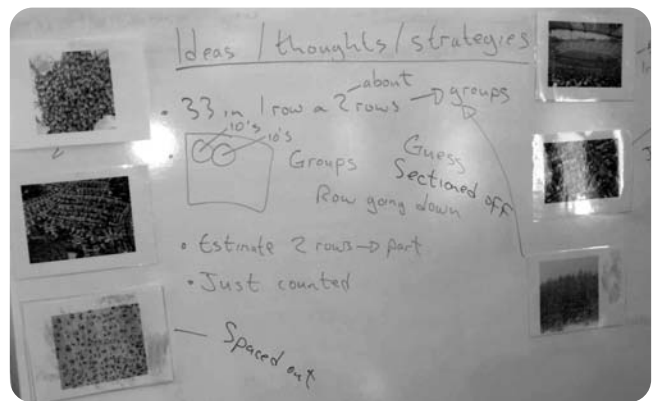 Ideas / thoughts / strategies
about
• 33 in 1 row a 2 rows → groups
10's 10's
Groups
Guess
Sectioned off
Row going down
• Estimate 2 rows → part
• Just counted
Spaced out